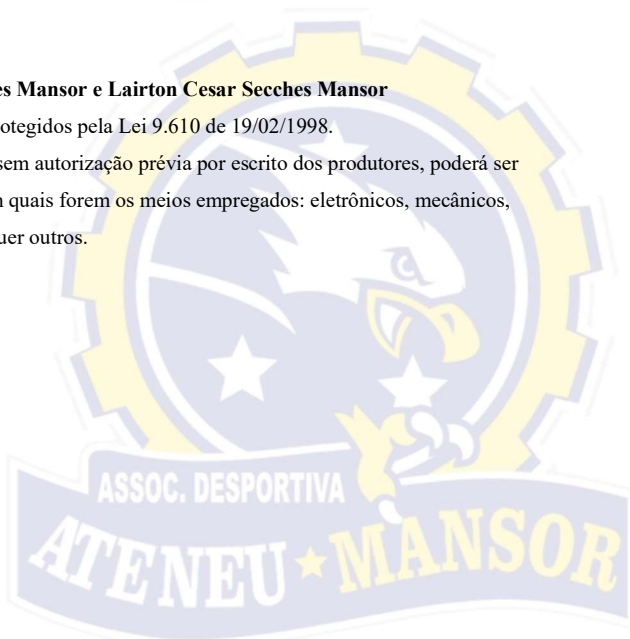 es Mansor e Lairton Cesar Secches Mansor
otegidos pela Lei 9.610 de 19/02/1998.
sem autorização prévia por escrito dos produtores, poderá ser
n quais forem os meios empregados: eletrônicos, mecânicos,
uer outros.
ASSOC. DESPORTIVA
ATENEU MANSOR